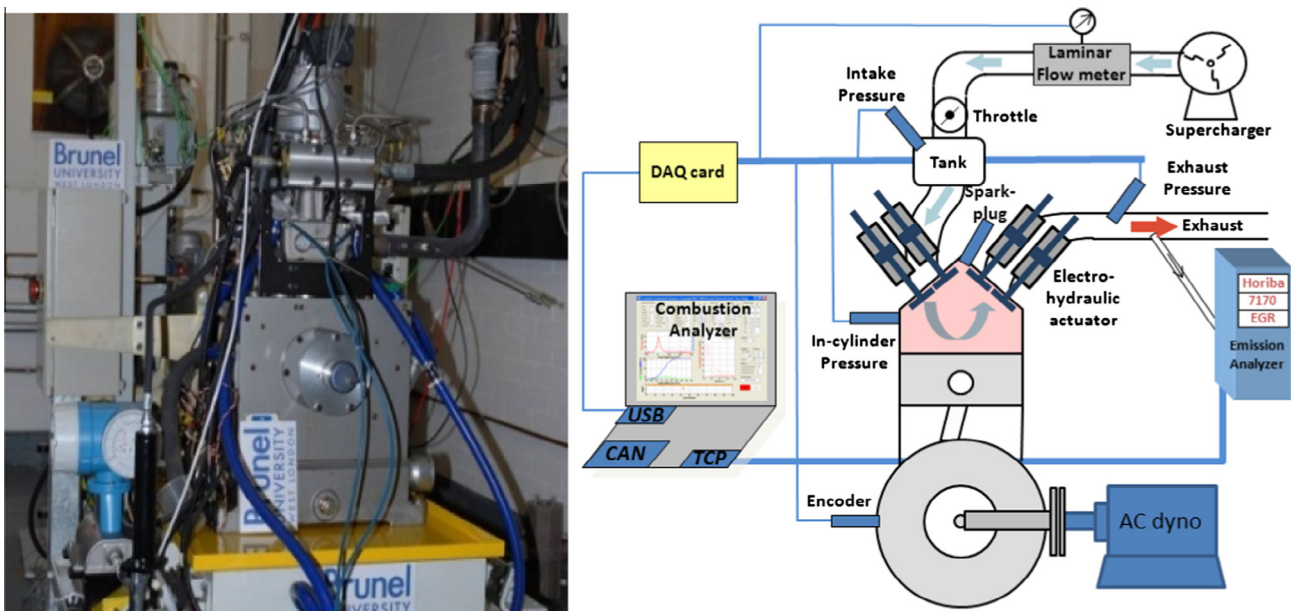 Brunel
UNIVERSITY
WEST LONDON
Brunel
UNIVERSITY
WEST LONDON
Brunel
UNIVERSITY
Laminar
Flow meter
Supercharger
Intake
Pressure
Throttle
Tank
DAQ card
Exhaust
Pressure
Spark-
plug
Exhaust
Electro-
hydraulic
actuator
Horiba
7170
EGR
Emission
Analyzer
Combustion
Analyzer
In-cylinder
Pressure
USB
CAN
TCP
Encoder
AC dyno